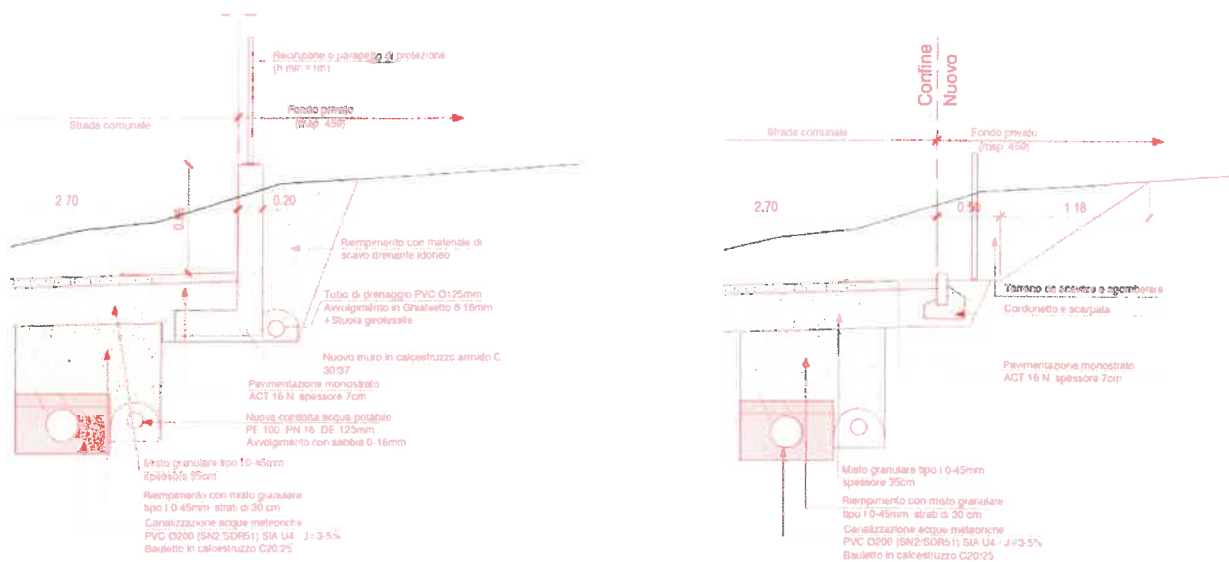 Recinzione o parapetto di protezione
(h min =1m)
Fondo privato
(map. 450)
Strada comunale
2.70
0.20
Riempimento con materiale di
scavo drenante idoneo
Tubo di drenaggio PVC Ø125mm
Avvolgimento in Ghiaietto 8-16mm
+Stuoia geotessile
Nuovo muro in calcestruzzo armato C
30/37
Pavimentazione monostrato
ACT 16 N spessore 7cm
Nuova condotta acqua potabile
PE 100 PN 16 DE 125mm
Avvolgimento con sabbia 0-16mm
Misto granulare tipo I 0-45mm
spessore 35cm
Riempimento con misto granulare
tipo I 0-45mm strati di 30 cm
Canalizzazione acque meteoriche
PVC Ø200 (SN2/SDR51) SIA U4 J=3-5%
Bauletto in calcestruzzo C20/25
Confine
Nuovo
Strada comunale
Fondo privato
(map. 450)
2.70
0.50
1.18
Terreno da scavare e sgomberare
Cordonetto e scarpata
Pavimentazione monostrato
ACT 16 N spessore 7cm
Misto granulare tipo I 0-45mm
spessore 35cm
Riempimento con misto granulare
tipo I 0-45mm strati di 30 cm
Canalizzazione acque meteoriche
PVC Ø200 (SN2/SDR51) SIA U4 J=3-5%
Bauletto in calcestruzzo C20/25